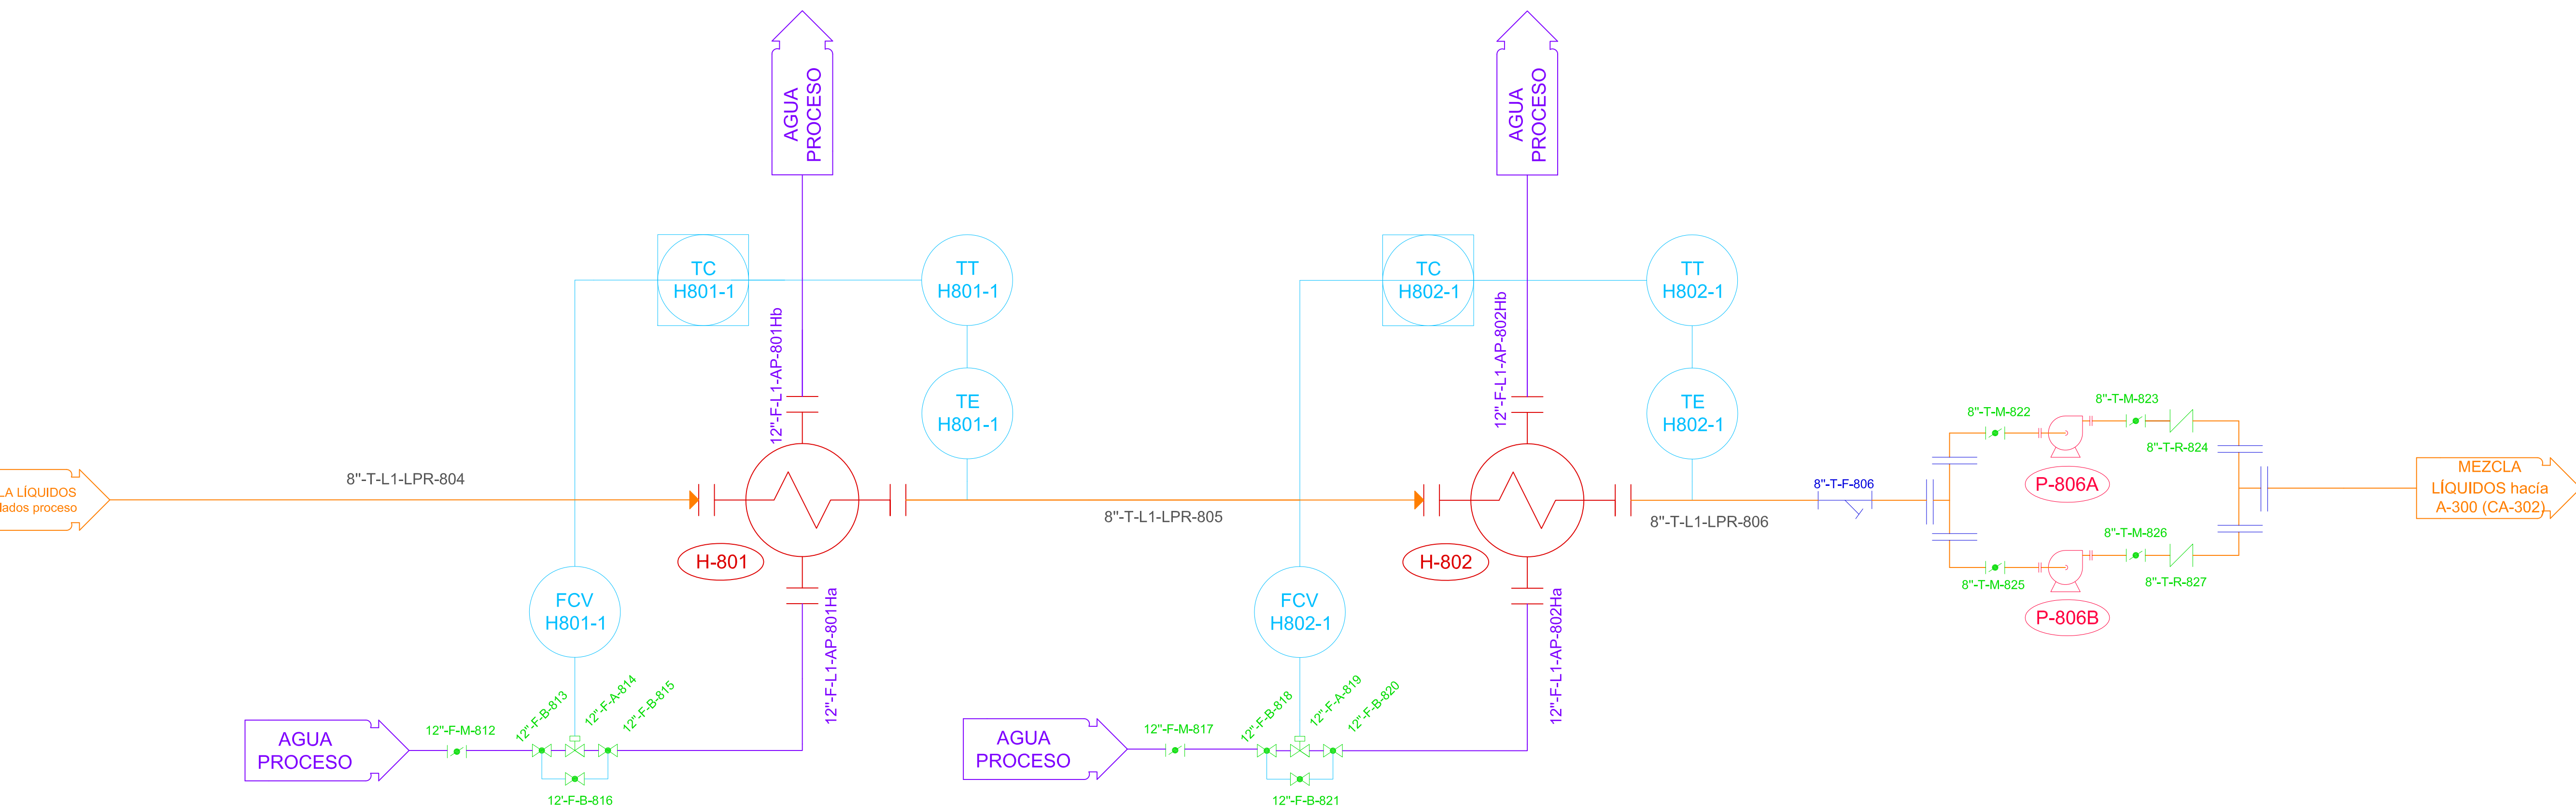 AGUA
PROCESO
AGUA
PROCESO
TC
H801-1
TT
H801-1
TC
H802-1
TT
H802-1
12"-F-L1-AP-801Hb
12"-F-L1-AP-802Hb
TE
H801-1
TE
H802-1
LÍQUIDOS
proceso
8"-T-L1-LPR-804
8"-T-L1-LPR-805
8"-T-L1-LPR-806
8"-T-F-806
8"-T-M-822
8"-T-M-823
8"-T-R-824
P-806A
8"-T-M-825
8"-T-M-826
8"-T-R-827
P-806B
MEZCLA
LÍQUIDOS hacía
A-300 (CA-302)
H-801
H-802
FCV
H801-1
FCV
H802-1
12"-F-L1-AP-801Ha
12"-F-L1-AP-802Ha
AGUA
PROCESO
12"-F-M-812
12"-F-B-813
12"-F-A-814
12"-F-B-815
12'-F-B-816
AGUA
PROCESO
12"-F-M-817
12"-F-B-818
12"-F-A-819
12"-F-B-820
12"-F-B-821